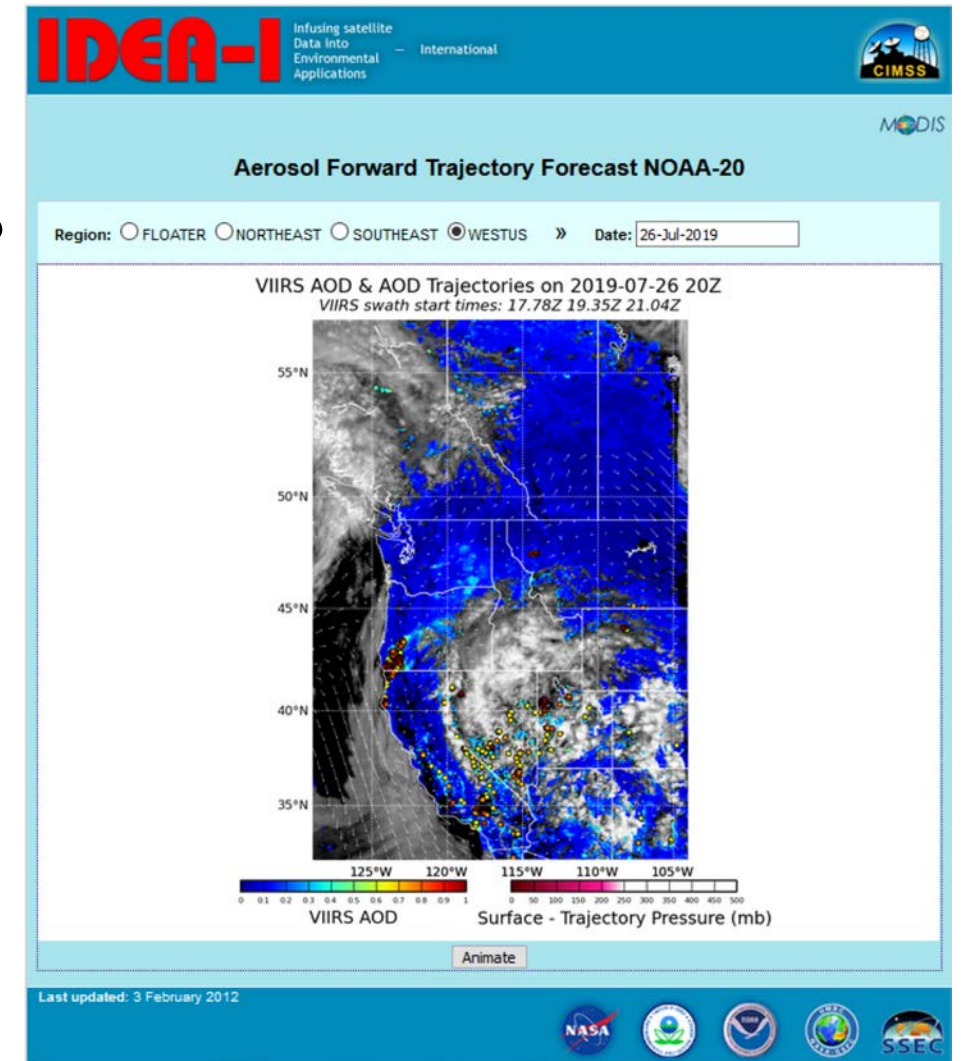 IDEA-I
Infusing satellite
Data into
Environmental — International
Applications
CIMSS
MODIS
Aerosol Forward Trajectory Forecast NOAA-20
Region: FLOATER NORTHEAST SOUTHEAST WESTUS » Date: 26-Jul-2019
VIIRS AOD & AOD Trajectories on 2019-07-26 20Z
VIIRS swath start times: 17.78Z 19.35Z 21.04Z
55°N
50°N
45°N
40°N
35°N
125°W 120°W 115°W 110°W 105°W
0 0.1 0.2 0.3 0.4 0.5 0.6 0.7 0.8 0.9 1
0 50 100 150 200 250 300 350 400 450 500
VIIRS AOD
Surface - Trajectory Pressure (mb)
Animate
Last updated: 3 February 2012
NASA
SSEC